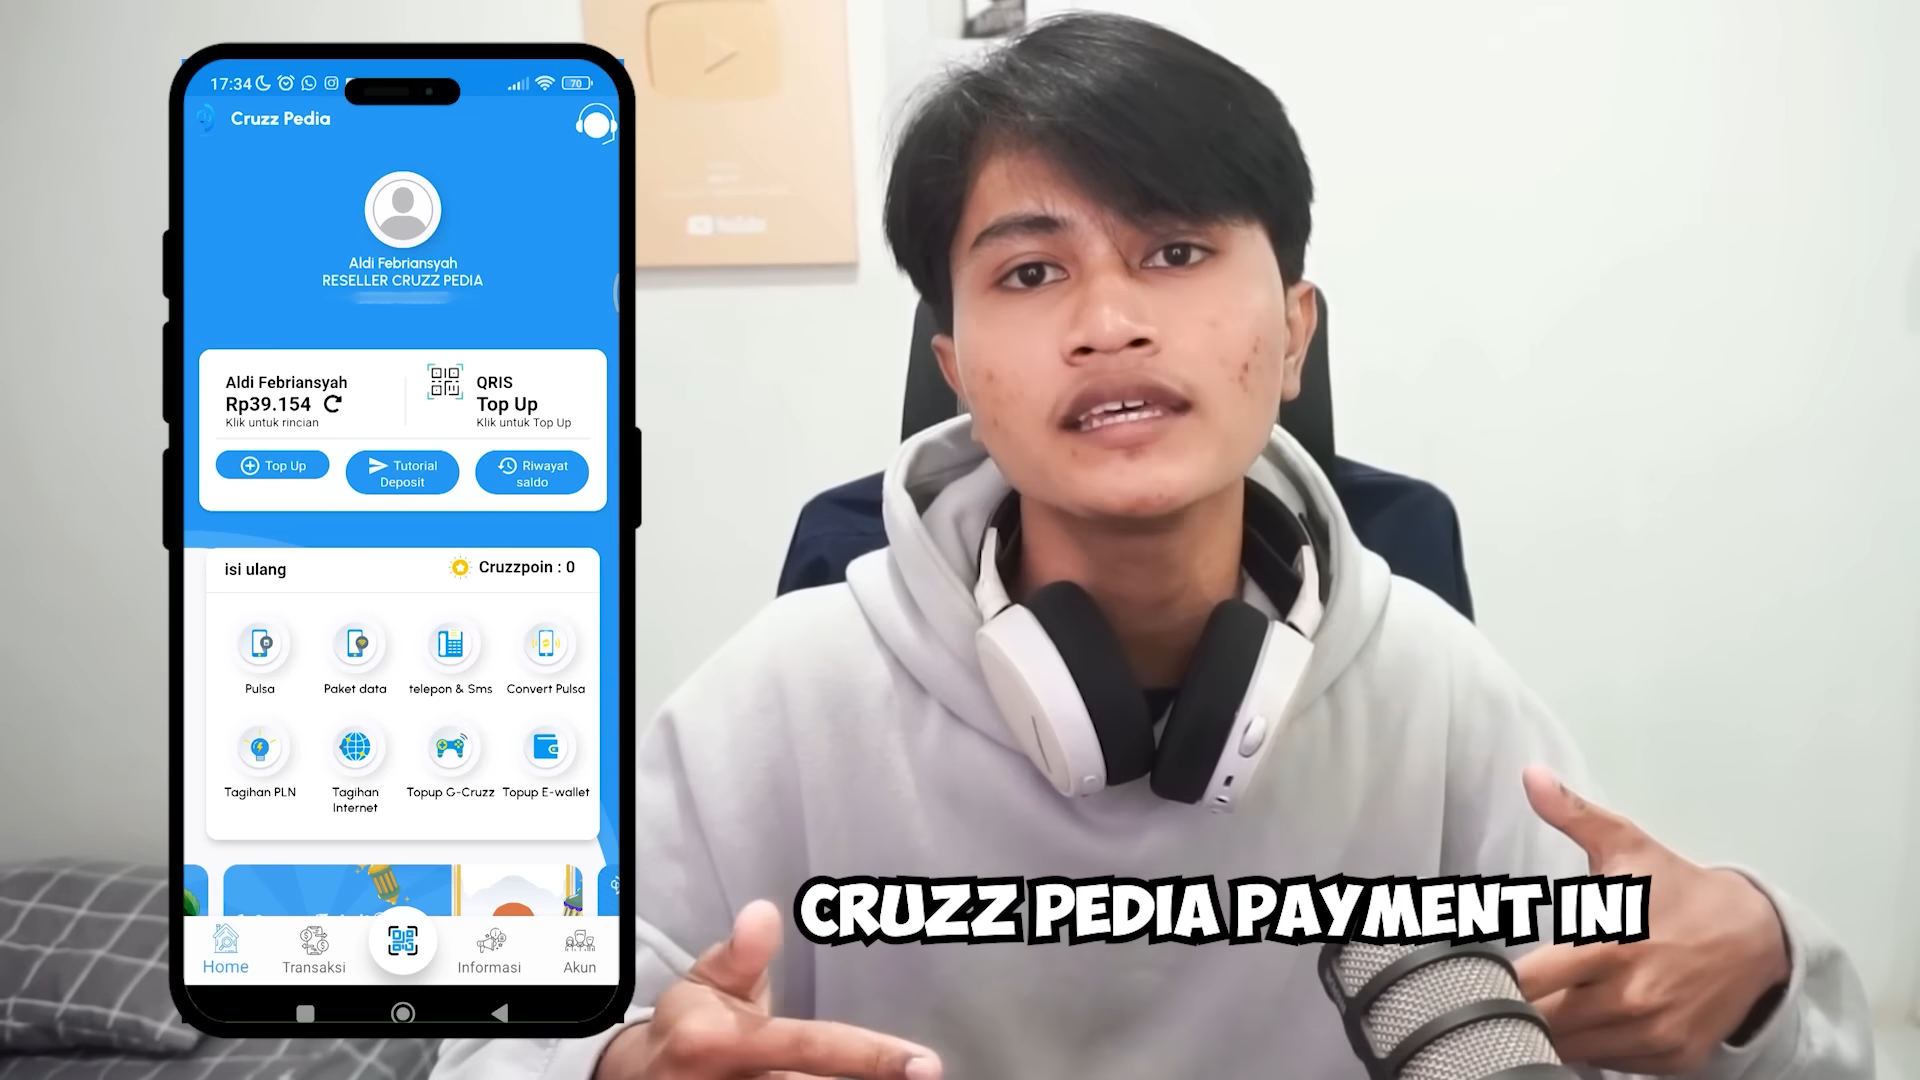 17:34
70
Cruzz Pedia
Aldi Febriansyah
RESELLER CRUZZ PEDIA
Aldi Febriansyah
Rp39.154
Klik untuk rincian
QRIS
Top Up
Klik untuk Top Up
Top Up
Tutorial
Deposit
Riwayat
saldo
isi ulang
Cruzzpoin : 0
Pulsa
Paket data
telepon & Sms
Convert Pulsa
Tagihan PLN
Tagihan
Internet
Topup G-Cruzz
Topup E-wallet
Home
Transaksi
Informasi
Akun
YouTube
CRUZZ PEDIA PAYMENT INI